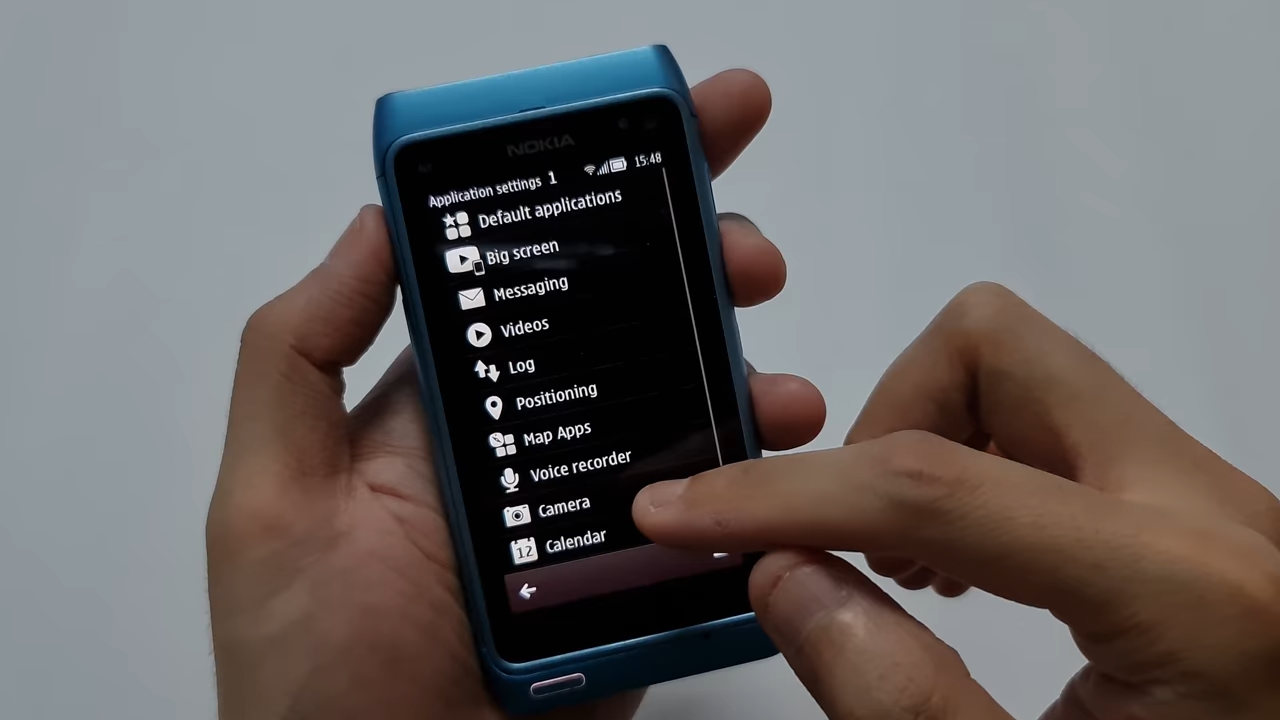 NOKIA
Application settings 1 15:48
Default applications
Big screen
Messaging
Videos
Log
Positioning
Map Apps
Voice recorder
Camera
12 Calendar